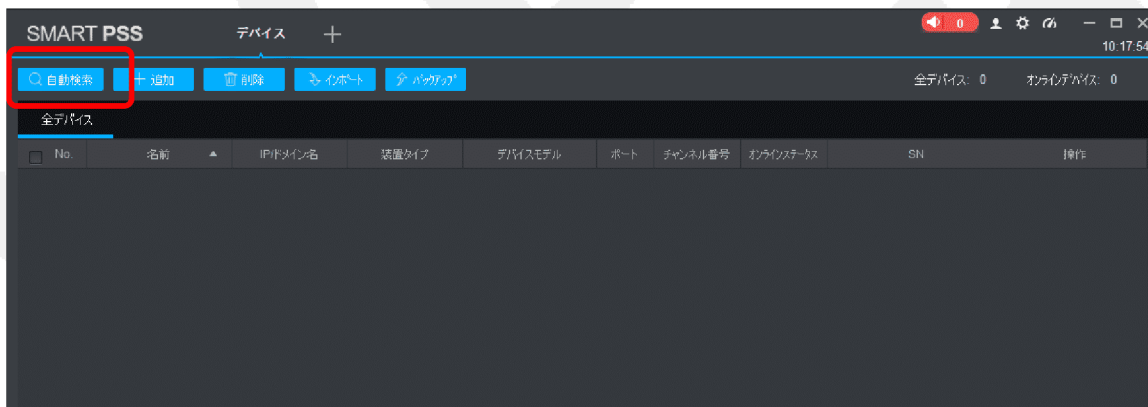 SMART PSS デバイス 0
10:17:54
自動検索 追加 削除 インポート バックアップ 全デバイス: 0 オンラインデバイス: 0
全デバイス
No. 名前 IP/ドメイン名 装置タイプ デバイスモデル ポート チャンネル番号 オンラインステータス SN 操作